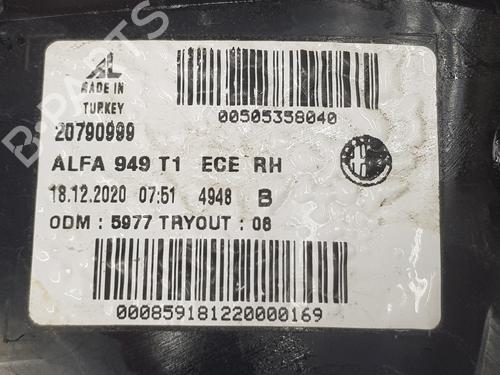 AL
MADE IN
TURKEY
00505358040
20790999
ALFA 949 T1 ECE RH
18.12.2020 07:51 4948 B
ODM : 5977 TRYOUT : 08
000859181220000169
B-PARTS